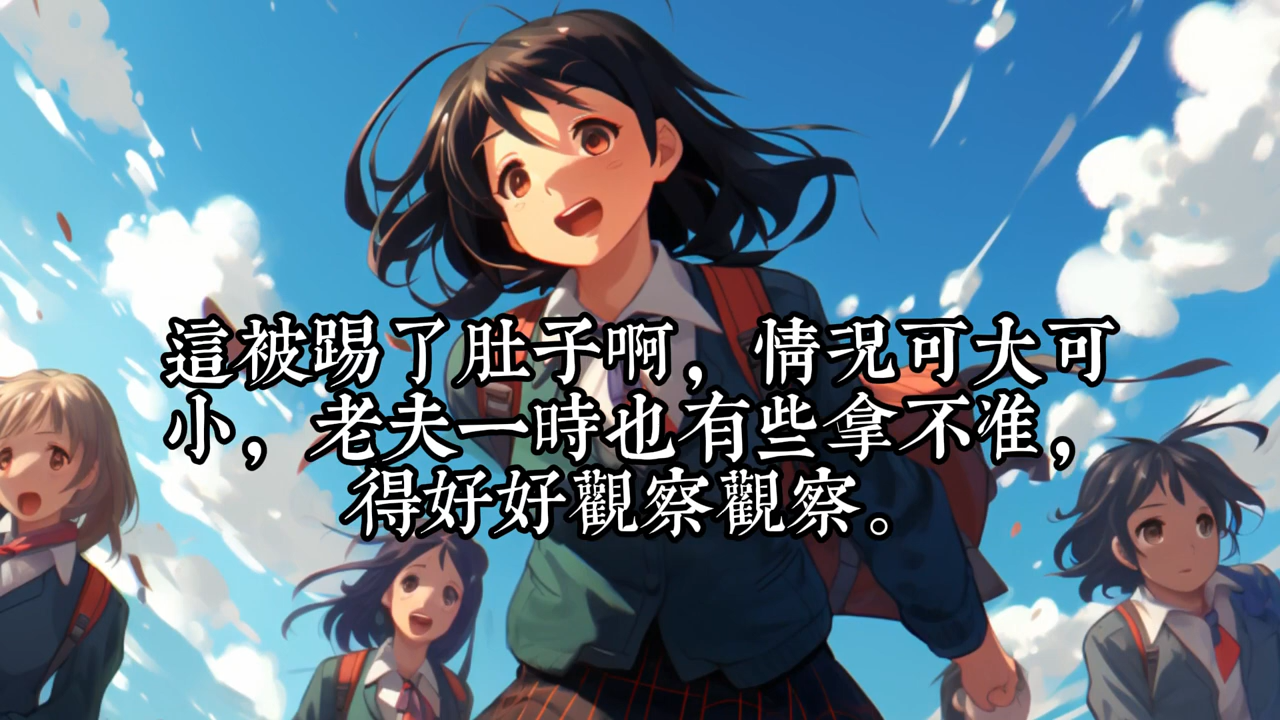 這被踢了肚子啊，情况可大可
小，老夫一時也有些拿不准，
得好好觀察觀察。